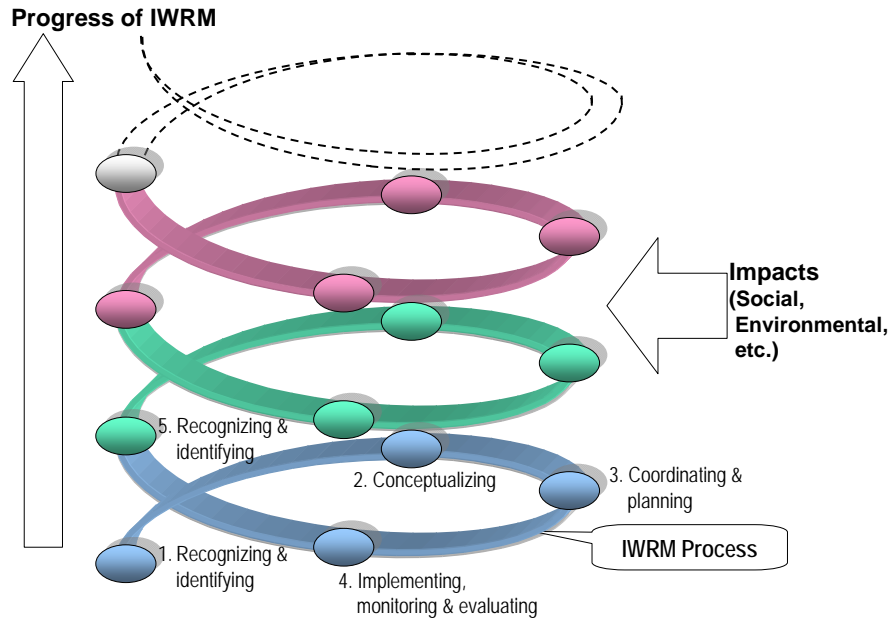 Progress of IWRM
Impacts
(Social,
Environmental,
etc.)
5. Recognizing &
identifying
2. Conceptualizing
3. Coordinating &
planning
1. Recognizing &
identifying
IWRM Process
4. Implementing,
monitoring & evaluating